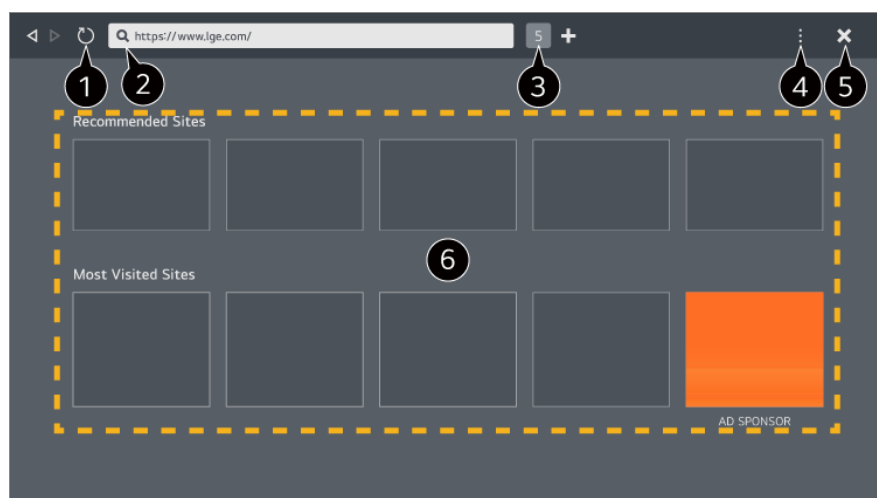 https://www.lge.com/ 5
1 2 3 4 5
Recommended Sites
6
Most Visited Sites
AD SPONSOR